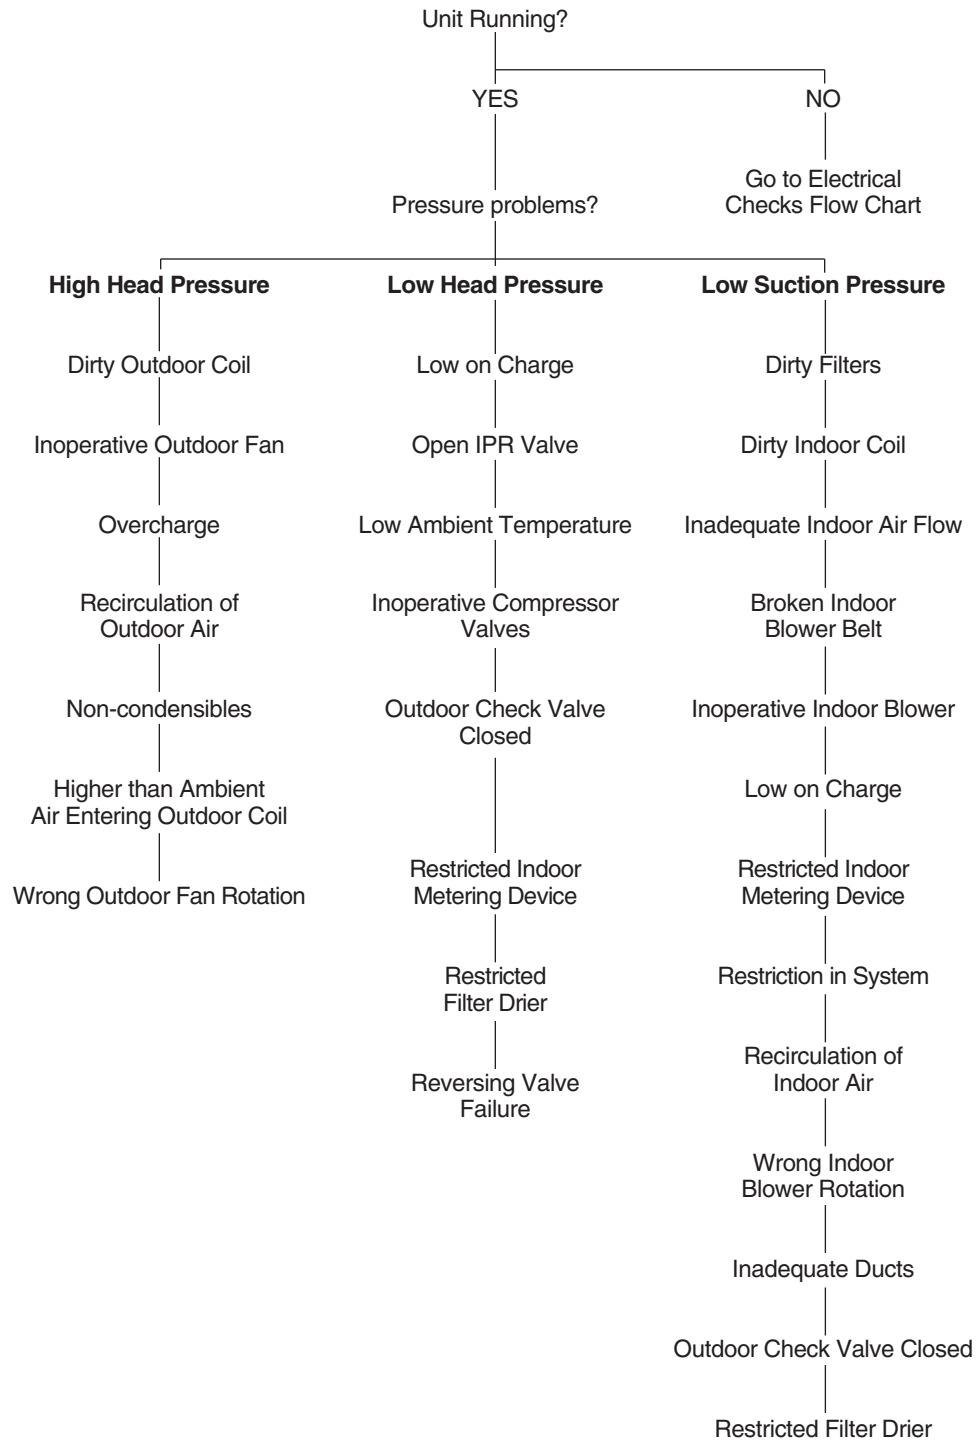 Unit Running?
YES
NO
Go to Electrical
Checks Flow Chart
Pressure problems?
High Head Pressure
Dirty Outdoor Coil
Inoperative Outdoor Fan
Overcharge
Recirculation of
Outdoor Air
Non-condensibles
Higher than Ambient
Air Entering Outdoor Coil
Wrong Outdoor Fan Rotation
Low Head Pressure
Low on Charge
Open IPR Valve
Low Ambient Temperature
Inoperative Compressor
Valves
Outdoor Check Valve
Closed
Restricted Indoor
Metering Device
Restricted
Filter Drier
Reversing Valve
Failure
Low Suction Pressure
Dirty Filters
Dirty Indoor Coil
Inadequate Indoor Air Flow
Broken Indoor
Blower Belt
Inoperative Indoor Blower
Low on Charge
Restricted Indoor
Metering Device
Restriction in System
Recirculation of
Indoor Air
Wrong Indoor
Blower Rotation
Inadequate Ducts
Outdoor Check Valve Closed
Restricted Filter Drier